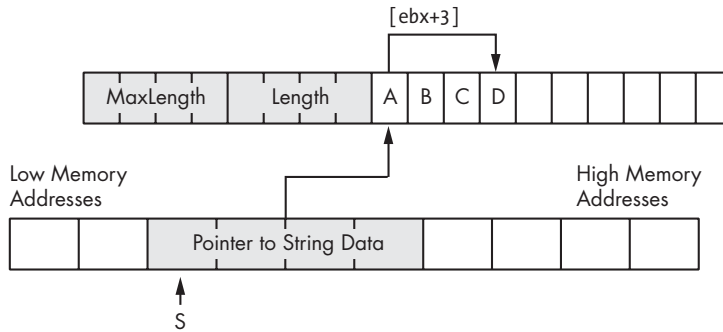 [ebx+3]
MaxLength Length A B C D
Low Memory
Addresses
High Memory
Addresses
Pointer to String Data
S